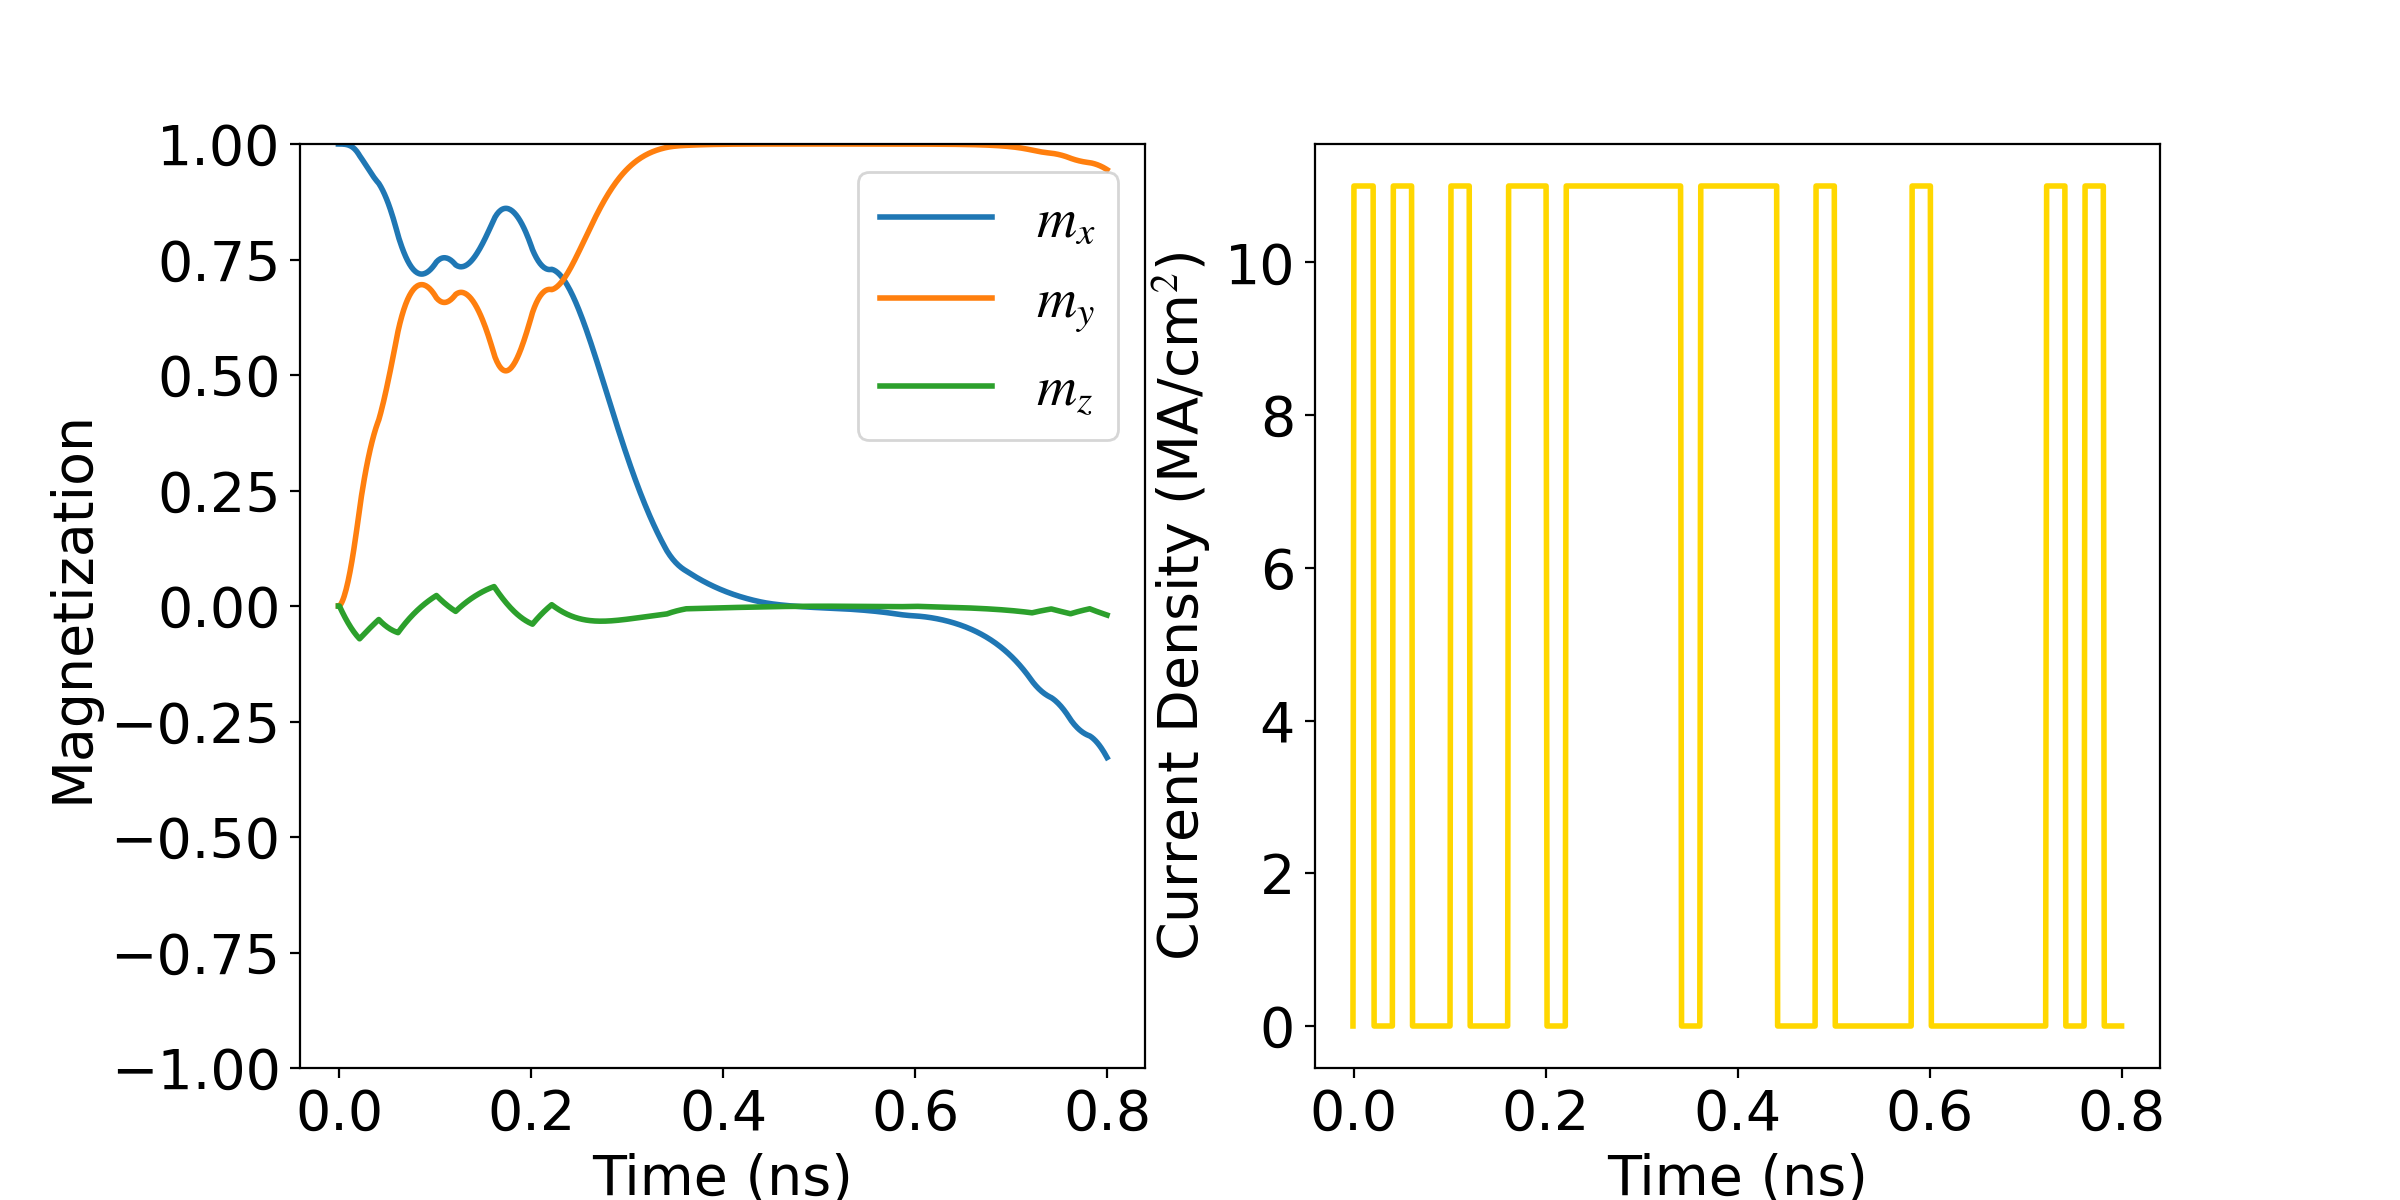 Magnetization
1.00
0.75
0.50
0.25
0.00
−0.25
−0.50
−0.75
−1.00
0.0 0.2 0.4 0.6 0.8
Time (ns)
m_x
m_y
m_z
Current Density (MA/cm²)
10
8
6
4
2
0
0.0 0.2 0.4 0.6 0.8
Time (ns)